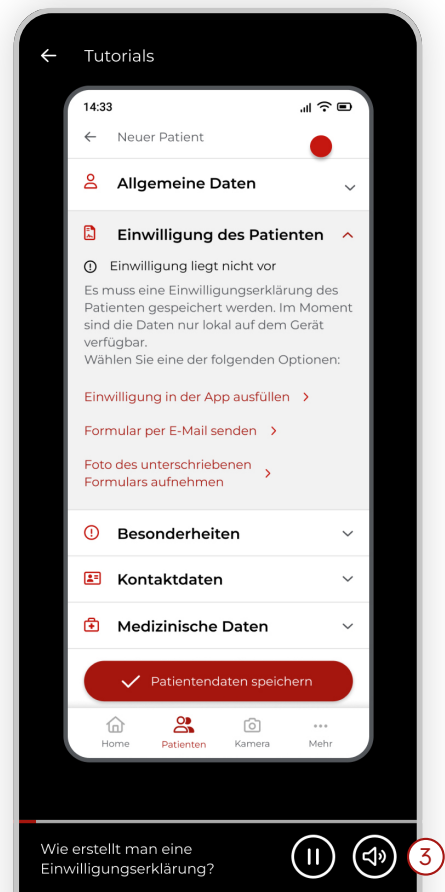 Tutorials
14:33
Neuer Patient
Allgemeine Daten
Einwilligung des Patienten
Einwilligung liegt nicht vor
Es muss eine Einwilligungserklärung des
Patienten gespeichert werden. Im Moment
sind die Daten nur lokal auf dem Gerät
verfügbar.
Wählen Sie eine der folgenden Optionen:
Einwilligung in der App ausfüllen
Formular per E-Mail senden
Foto des unterschriebenen
Formulars aufnehmen
Besonderheiten
Kontaktdaten
Medizinische Daten
Patientendaten speichern
Home Patienten Kamera Mehr
Wie erstellt man eine
Einwilligungserklärung?
3